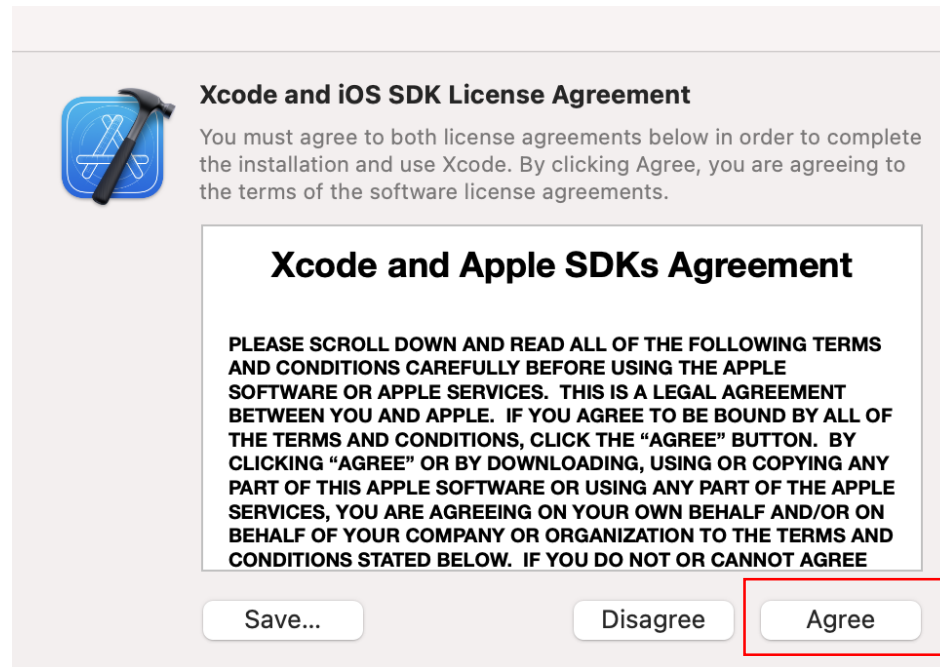 Xcode and iOS SDK License Agreement
You must agree to both license agreements below in order to complete
the installation and use Xcode. By clicking Agree, you are agreeing to
the terms of the software license agreements.
Xcode and Apple SDKs Agreement
PLEASE SCROLL DOWN AND READ ALL OF THE FOLLOWING TERMS
AND CONDITIONS CAREFULLY BEFORE USING THE APPLE
SOFTWARE OR APPLE SERVICES.  THIS IS A LEGAL AGREEMENT
BETWEEN YOU AND APPLE.  IF YOU AGREE TO BE BOUND BY ALL OF
THE TERMS AND CONDITIONS, CLICK THE “AGREE” BUTTON.  BY
CLICKING “AGREE” OR BY DOWNLOADING, USING OR COPYING ANY
PART OF THIS APPLE SOFTWARE OR USING ANY PART OF THE APPLE
SERVICES, YOU ARE AGREEING ON YOUR OWN BEHALF AND/OR ON
BEHALF OF YOUR COMPANY OR ORGANIZATION TO THE TERMS AND
CONDITIONS STATED BELOW.  IF YOU DO NOT OR CANNOT AGREE
Save... Disagree Agree